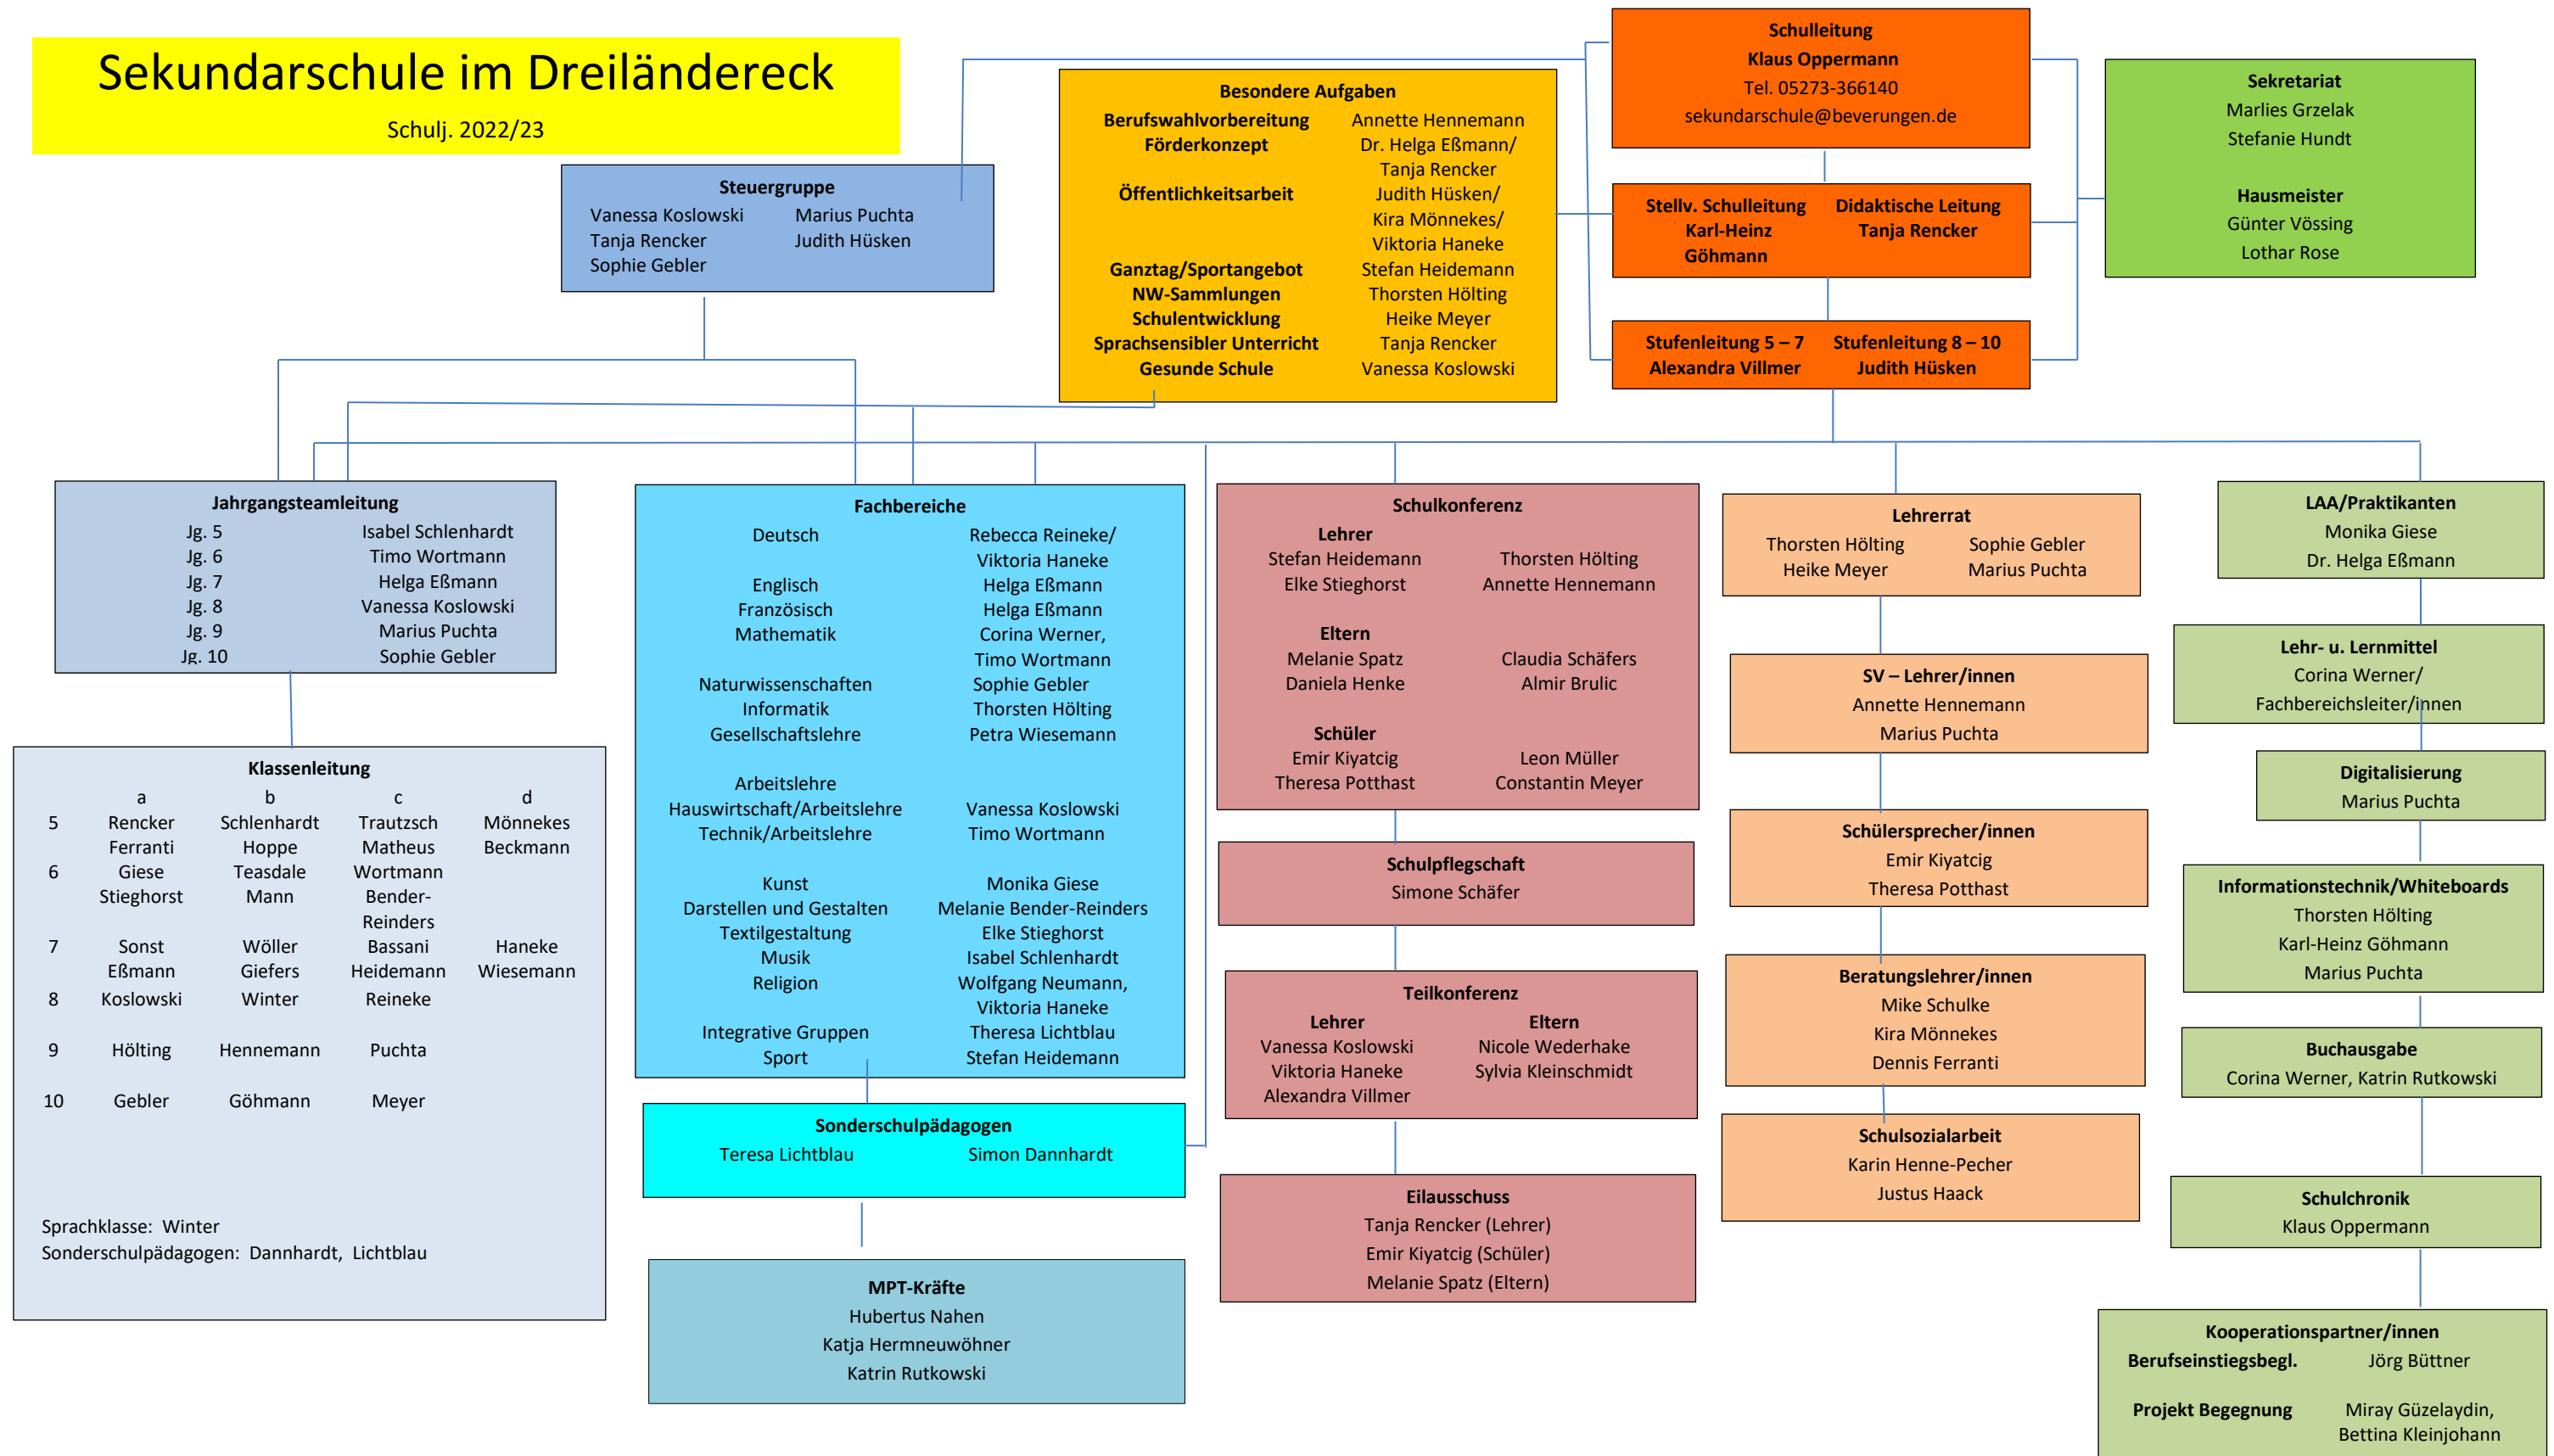 Sekundarschule im Dreiländereck
Schulj. 2022/23
Schulleitung
Klaus Oppermann
Tel. 05273-366140
sekundarschule@beverungen.de
Sekretariat
Marlies Grzelak
Stefanie Hundt
Hausmeister
Günter Vössing
Lothar Rose
Besondere Aufgaben
Berufswahlvorbereitung Annette Hennemann
Förderkonzept Dr. Helga Eßmann/
Tanja Rencker
Öffentlichkeitsarbeit Judith Hüsken/
Kira Mönnekes/
Viktoria Haneke
Ganztag/Sportangebot Stefan Heidemann
NW-Sammlungen Thorsten Hölting
Schulentwicklung Heike Meyer
Sprachsensibler Unterricht Tanja Rencker
Gesunde Schule Vanessa Koslowski
Steuergruppe
Vanessa Koslowski Marius Puchta
Tanja Rencker Judith Hüsken
Sophie Gebler
Stellv. Schulleitung Didaktische Leitung
Karl-Heinz Tanja Rencker
Göhmann
Stufenleitung 5 – 7 Stufenleitung 8 – 10
Alexandra Villmer Judith Hüsken
Jahrgangsteamleitung
Jg. 5 Isabel Schlenhardt
Jg. 6 Timo Wortmann
Jg. 7 Helga Eßmann
Jg. 8 Vanessa Koslowski
Jg. 9 Marius Puchta
Jg. 10 Sophie Gebler
Klassenleitung
a b c d
5 Rencker Schlenhardt Trautzsch Mönnekes
Ferranti Hoppe Matheus Beckmann
6 Giese Teasdale Wortmann
Stieghorst Mann Bender-
Reinders
7 Sonst Wöller Bassani Haneke
Eßmann Giefers Heidemann Wiesemann
8 Koslowski Winter Reineke
9 Hölting Hennemann Puchta
10 Gebler Göhmann Meyer
Sprachklasse: Winter
Sonderschulpädagogen: Dannhardt, Lichtblau
Fachbereiche
Deutsch Rebecca Reineke/
Viktoria Haneke
Englisch Helga Eßmann
Französisch Helga Eßmann
Mathematik Corina Werner,
Timo Wortmann
Naturwissenschaften Sophie Gebler
Informatik Thorsten Hölting
Gesellschaftslehre Petra Wiesemann
Arbeitslehre
Hauswirtschaft/Arbeitslehre Vanessa Koslowski
Technik/Arbeitslehre Timo Wortmann
Kunst Monika Giese
Darstellen und Gestalten Melanie Bender-Reinders
Textilgestaltung Elke Stieghorst
Musik Isabel Schlenhardt
Religion Wolfgang Neumann,
Viktoria Haneke
Integrative Gruppen Theresa Lichtblau
Sport Stefan Heidemann
Sonderschulpädagogen
Teresa Lichtblau Simon Dannhardt
MPT-Kräfte
Hubertus Nahen
Katja Hermneuwöhner
Katrin Rutkowski
Schulkonferenz
Lehrer
Stefan Heidemann Thorsten Hölting
Elke Stieghorst Annette Hennemann
Eltern
Melanie Spatz Claudia Schäfers
Daniela Henke Almir Brulic
Schüler
Emir Kiyatcig Leon Müller
Theresa Potthast Constantin Meyer
Schulpflegschaft
Simone Schäfer
Teilkonferenz
Lehrer Eltern
Vanessa Koslowski Nicole Wederhake
Viktoria Haneke Sylvia Kleinschmidt
Alexandra Villmer
Eilausschuss
Tanja Rencker (Lehrer)
Emir Kiyatcig (Schüler)
Melanie Spatz (Eltern)
Lehrerrat
Thorsten Hölting Sophie Gebler
Heike Meyer Marius Puchta
SV – Lehrer/innen
Annette Hennemann
Marius Puchta
Schülersprecher/innen
Emir Kiyatcig
Theresa Potthast
Beratungslehrer/innen
Mike Schulke
Kira Mönnekes
Dennis Ferranti
Schulsozialarbeit
Karin Henne-Pecher
Justus Haack
LAA/Praktikanten
Monika Giese
Dr. Helga Eßmann
Lehr- u. Lernmittel
Corina Werner/
Fachbereichsleiter/innen
Digitalisierung
Marius Puchta
Informationstechnik/Whiteboards
Thorsten Hölting
Karl-Heinz Göhmann
Marius Puchta
Buchausgabe
Corina Werner, Katrin Rutkowski
Schulchronik
Klaus Oppermann
Kooperationspartner/innen
Berufseinstiegsbegl. Jörg Büttner
Projekt Begegnung Miray Güzelaydin,
Bettina Kleinjohann